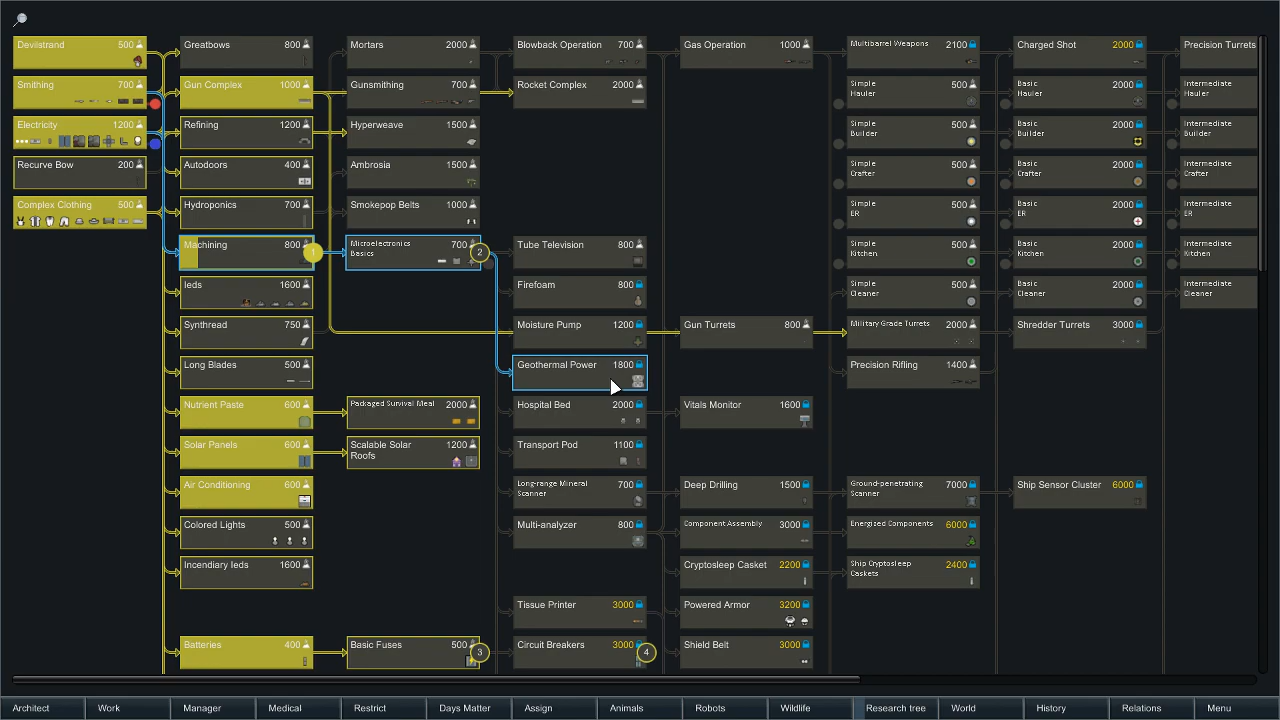 Devilstrand 500
Greatbows 800
Mortars 2000
Blowback Operation 700
Gas Operation 1000
Multibarrel Weapons 2100
Charged Shot 2000
Precision Turrets
Smithing 700
Gun Complex 1000
Gunsmithing 700
Rocket Complex 2000
Simple Hauler 500
Basic Hauler 2000
Intermediate Hauler
Electricity 1200
Refining 1200
Hyperweave 1500
Simple Builder 500
Basic Builder 2000
Intermediate Builder
Recurve Bow 200
Autodoors 400
Ambrosia 1500
Simple Crafter 500
Basic Crafter 2000
Intermediate Crafter
Complex Clothing 500
Hydroponics 700
Smokepop Belts 1000
Simple ER 500
Basic ER 2000
Intermediate ER
Machining 800
1
Microelectronics Basics 700
2
Tube Television 800
Simple Kitchen 500
Basic Kitchen 2000
Intermediate Kitchen
Ieds 1600
Firefoam 800
Simple Cleaner 500
Basic Cleaner 2000
Intermediate Cleaner
Synthread 750
Moisture Pump 1200
Gun Turrets 800
Military Grade Turrets 2000
Shredder Turrets 3000
Long Blades 500
Geothermal Power 1800
Precision Rifling 1400
Nutrient Paste 600
Packaged Survival Meal 2000
Hospital Bed 2000
Vitals Monitor 1600
Solar Panels 600
Scalable Solar Roofs 1200
Transport Pod 1100
Air Conditioning 600
Long-range Mineral Scanner 700
Deep Drilling 1500
Ground-penetrating Scanner 7000
Ship Sensor Cluster 6000
Colored Lights 500
Multi-analyzer 800
Component Assembly 3000
Energized Components 6000
Incendiary Ieds 1600
Cryptosleep Casket 2200
Ship Cryptosleep Caskets 2400
Tissue Printer 3000
Powered Armor 3200
Batteries 400
Basic Fuses 500
3
Circuit Breakers 3000
4
Shield Belt 3000
Architect Work Manager Medical Restrict Days Matter Assign Animals Robots Wildlife Research tree World History Relations Menu